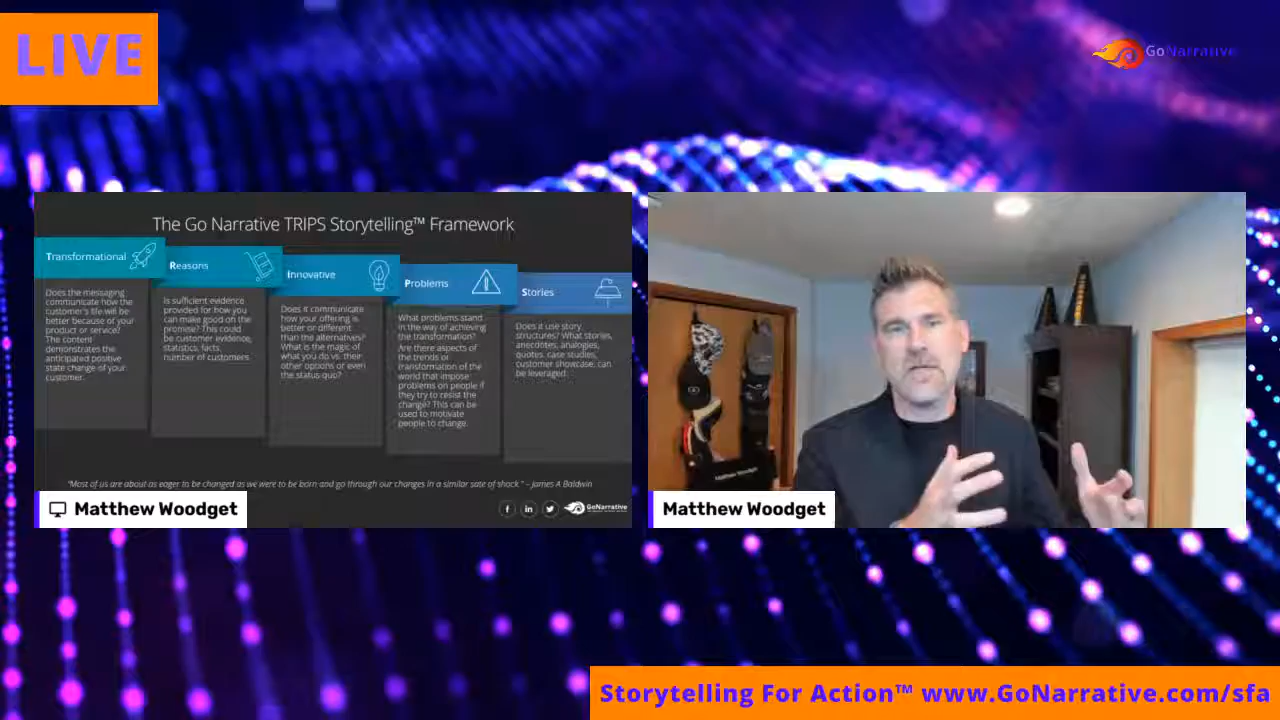 LIVE
GoNarrative
The Go Narrative TRIPS Storytelling™ Framework
Transformational
Does the messaging
communicate how the
customer's life will be
better because of your
product or service?
The content
demonstrates the
anticipated positive
state change of your
customer.
Reasons
Is sufficient evidence
provided for how you
can make good on the
promise? This could
be customer evidence,
statistics, facts,
number of customers.
Innovative
Does it communicate
how your offering is
better or different
than the alternatives?
What is the magic of
what you do vs. their
other options or even
the status quo?
Problems
What problems stand
in the way of achieving
the transformation?
Are there aspects of
the trends or
transformation of the
world that impose
problems on people if
they try to resist the
change? This can be
used to motivate
people to change.
Stories
Does it use story
structures? What stories,
anecdotes, analogies,
quotes, case studies,
customer showcase, can
be leveraged.
"Most of us are about as eager to be changed as we were to be born and go through our changes in a similar sate of shock." – James A Baldwin
GoNarrative
Matthew Woodget
Matthew Woodget
Matthew Woodget
Storytelling For Action™ www.GoNarrative.com/sfa